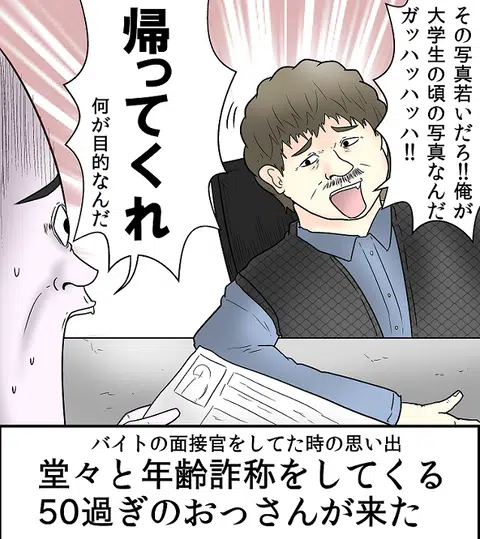 その写真若いだろ!!俺が
大学生の頃の写真なんだ
ガッハッハッハ!!
帰ってくれ
何が目的なんだ
バイトの面接官をしてた時の思い出
堂々と年齢詐称をしてくる
50過ぎのおっさんが来た